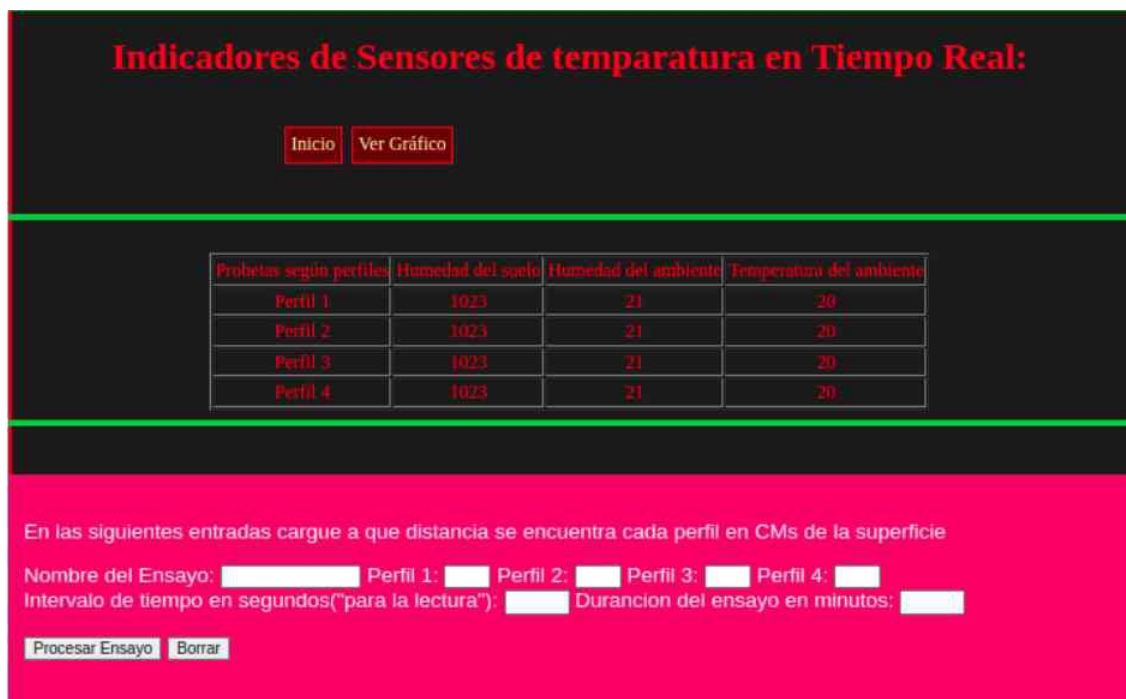 Indicadores de Sensores de temparatura en Tiempo Real:
Inicio Ver Gráfico
Probetas según perfiles Humedad del suelo Humedad del ambiente Temperatura del ambiente
Perfil 1 1023 21 20
Perfil 2 1023 21 20
Perfil 3 1023 21 20
Perfil 4 1023 21 20
En las siguientes entradas cargue a que distancia se encuentra cada perfil en CMs de la superficie
Nombre del Ensayo: Perfil 1: Perfil 2: Perfil 3: Perfil 4:
Intervalo de tiempo en segundos("para la lectura"): Durancion del ensayo en minutos:
Procesar Ensayo Borrar